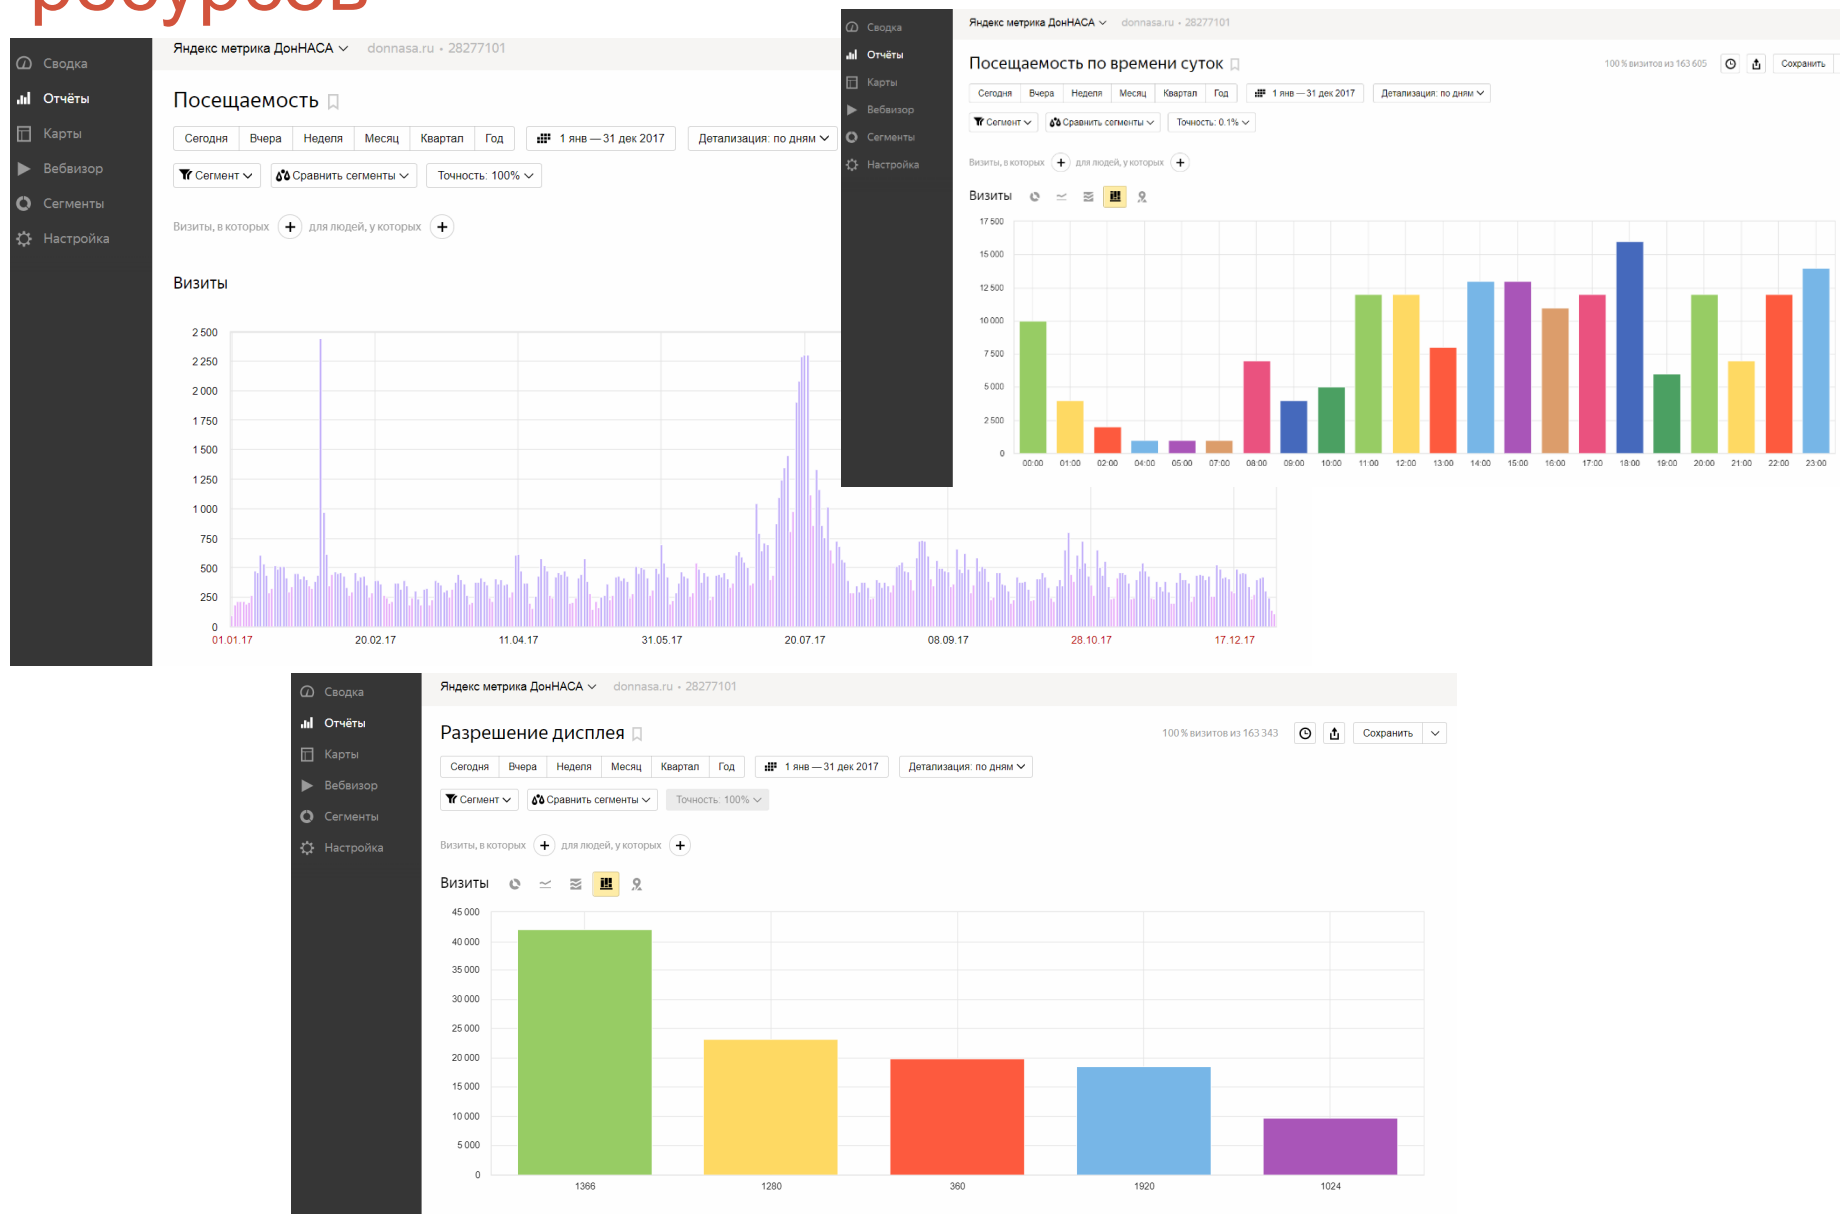 ресурсов
Сводка
Отчёты
Карты
Вебвизор
Сегменты
Настройка
Яндекс метрика ДонНАСА donnasa.ru • 28277101
Посещаемость
Сегодня Вчера Неделя Месяц Квартал Год 1 янв — 31 дек 2017 Детализация: по дням
Сегмент Сравнить сегменты Точность: 100%
Визиты, в которых + для людей, у которых +
Визиты
2 500
2 250
2 000
1 750
1 500
1 250
1 000
750
500
250
0
01.01.17 20.02.17 11.04.17 31.05.17 20.07.17 08.09.17 28.10.17 17.12.17
Сводка
Отчёты
Карты
Вебвизор
Сегменты
Настройка
Яндекс метрика ДонНАСА donnasa.ru • 28277101
Посещаемость по времени суток 100 % визитов из 163 605 Сохранить
Сегодня Вчера Неделя Месяц Квартал Год 1 янв — 31 дек 2017 Детализация: по дням
Сегмент Сравнить сегменты Точность: 0.1%
Визиты, в которых + для людей, у которых +
Визиты
17 500
15 000
12 500
10 000
7 500
5 000
2 500
0
00:00 01:00 02:00 04:00 05:00 07:00 08:00 09:00 10:00 11:00 12:00 13:00 14:00 15:00 16:00 17:00 18:00 19:00 20:00 21:00 22:00 23:00
Сводка
Отчёты
Карты
Вебвизор
Сегменты
Настройка
Яндекс метрика ДонНАСА donnasa.ru • 28277101
Разрешение дисплея 100 % визитов из 163 343 Сохранить
Сегодня Вчера Неделя Месяц Квартал Год 1 янв — 31 дек 2017 Детализация: по дням
Сегмент Сравнить сегменты Точность: 100%
Визиты, в которых + для людей, у которых +
Визиты
45 000
40 000
35 000
30 000
25 000
20 000
15 000
10 000
5 000
0
1366 1280 360 1920 1024